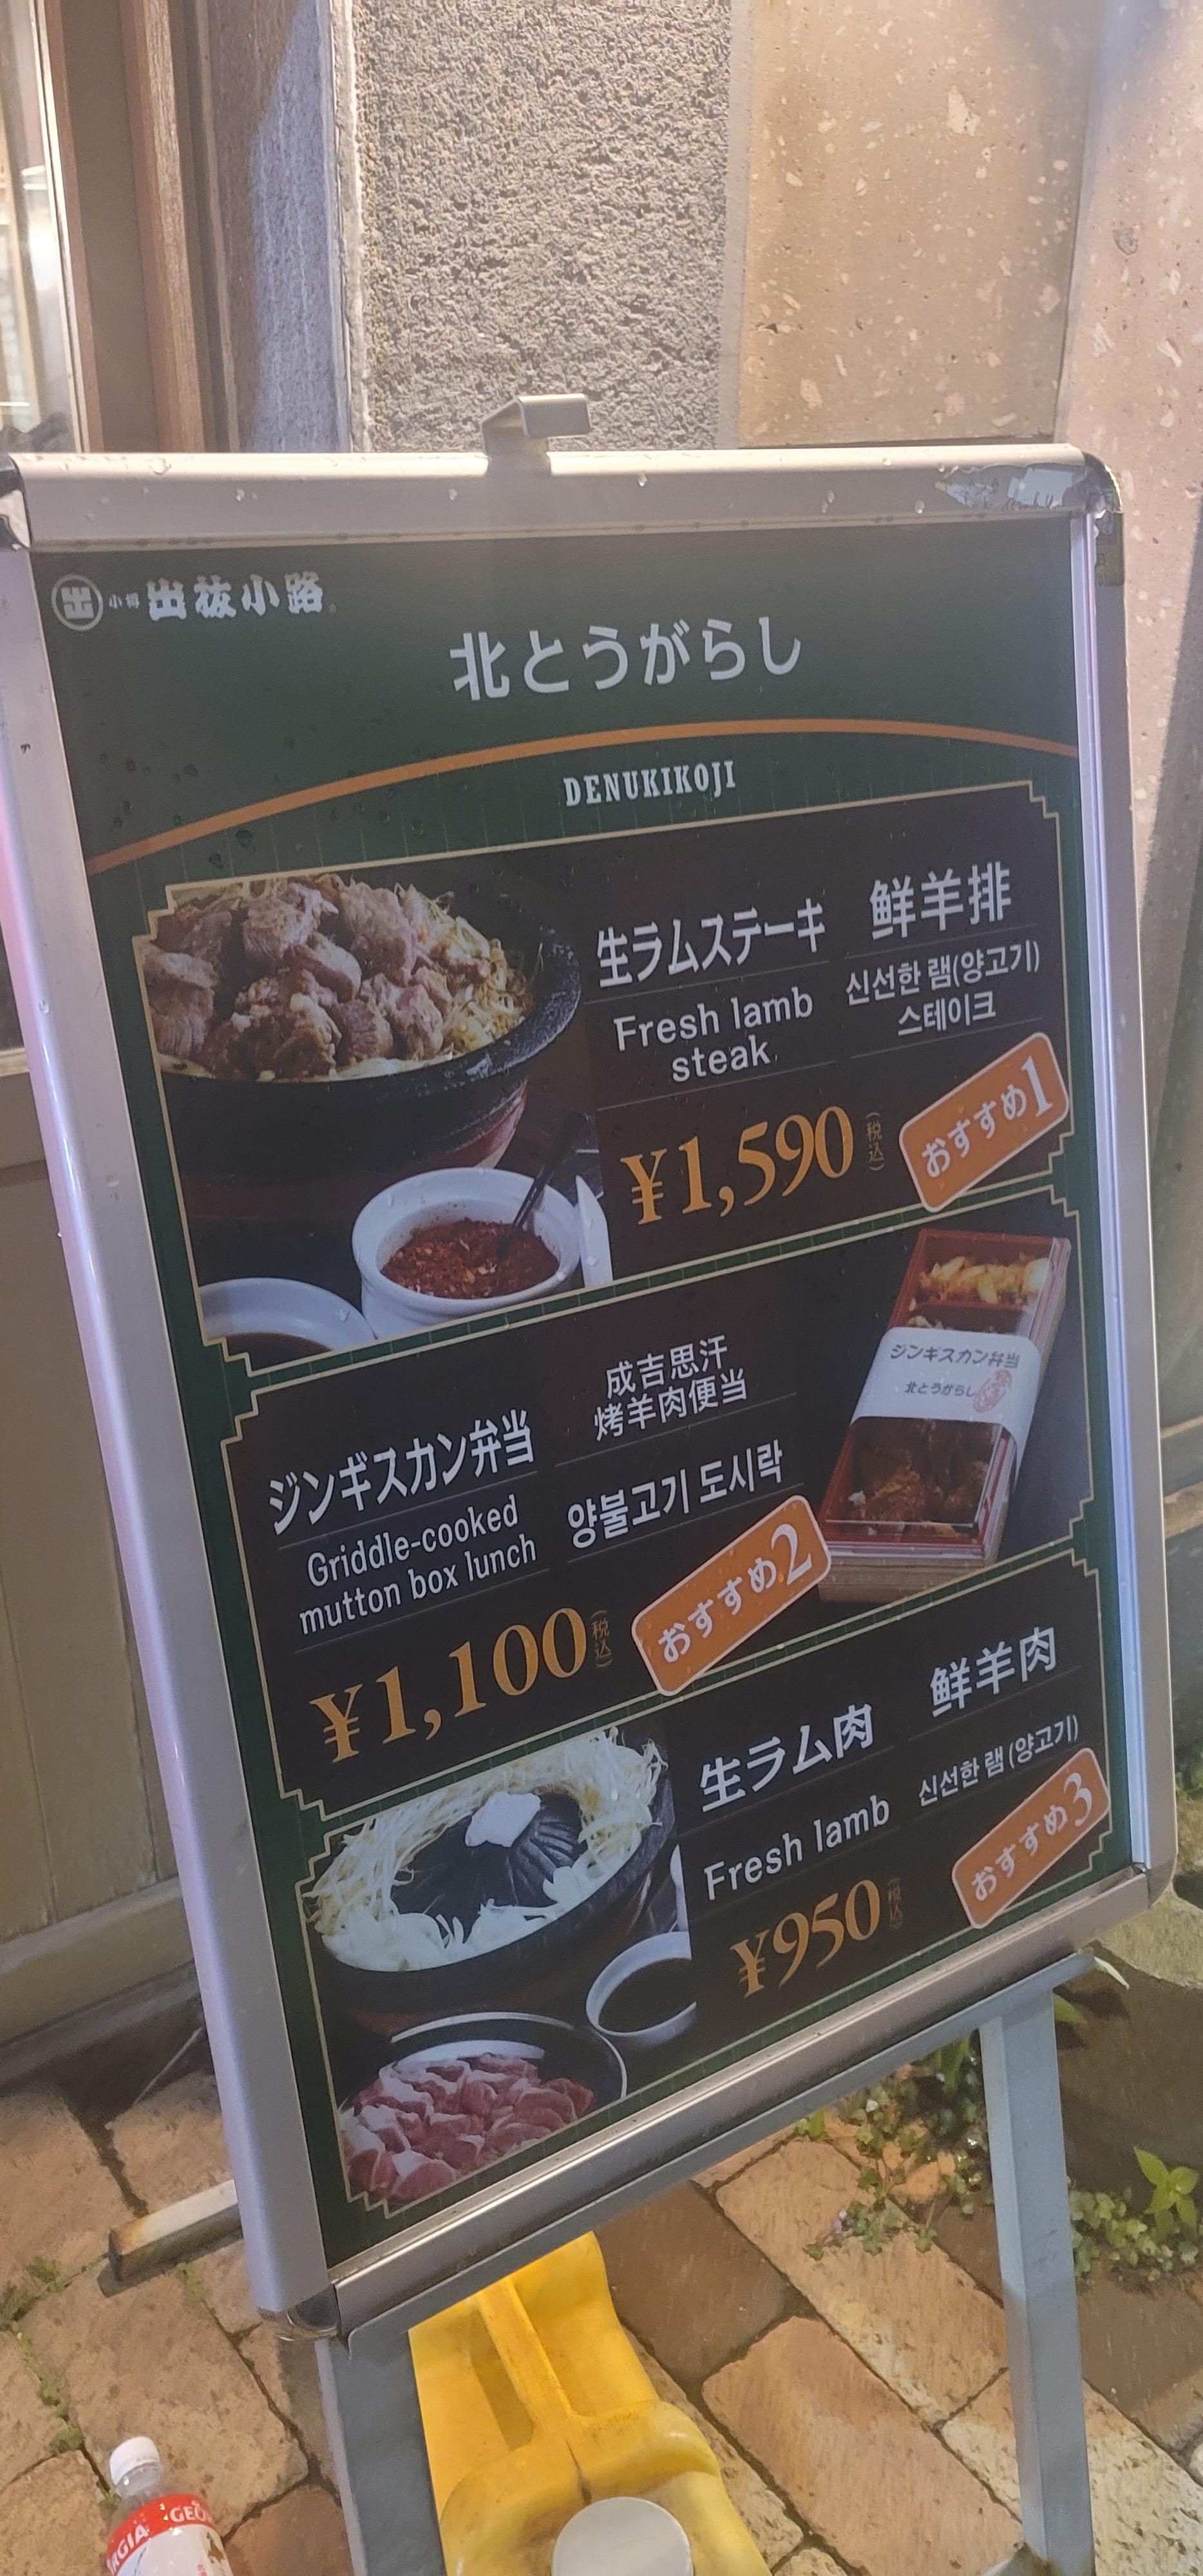 出 小樽 出抜小路
北とうがらし
DENUKIKOJI
生ラムステーキ
Fresh lamb
steak
鮮羊排
신선한 램(양고기)
스테이크
¥1,590(税込)
おすすめ1
ジンギスカン弁当
Griddle-cooked
mutton box lunch
成吉思汗
烤羊肉便当
양불고기 도시락
¥1,100(税込)
おすすめ2
ジンギスカン弁当
北とうがらし
生ラム肉
Fresh lamb
鮮羊肉
신선한 램 (양고기)
¥950(税込)
おすすめ3